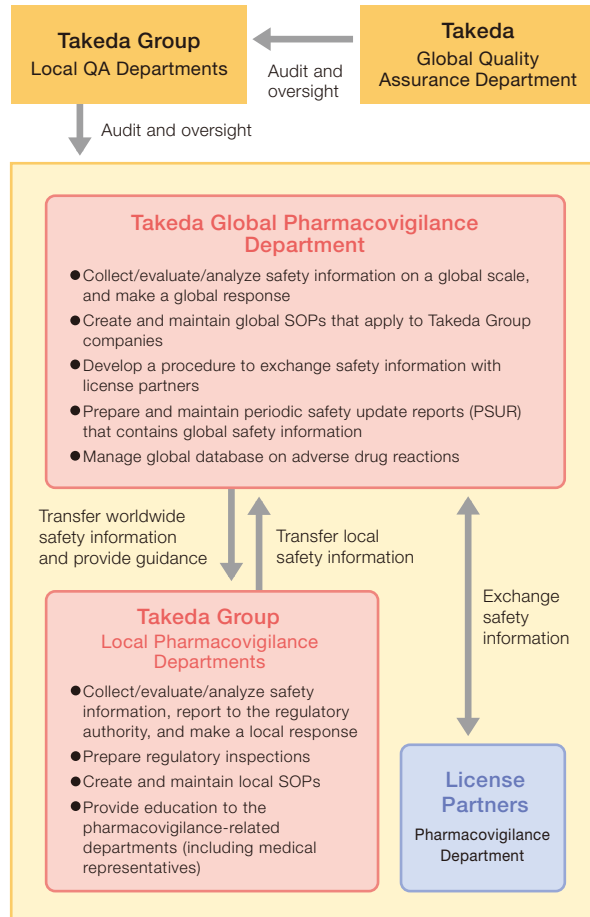 Takeda Group
Local QA Departments
Audit and
oversight
Takeda
Global Quality
Assurance Department
Audit and oversight
Takeda Global Pharmacovigilance
Department
●Collect/evaluate/analyze safety information on a global scale,
and make a global response
●Create and maintain global SOPs that apply to Takeda Group
companies
●Develop a procedure to exchange safety information with
license partners
●Prepare and maintain periodic safety update reports (PSUR)
that contains global safety information
●Manage global database on adverse drug reactions
Transfer worldwide
safety information
and provide guidance
Transfer local
safety information
Exchange
safety
information
Takeda Group
Local Pharmacovigilance
Departments
●Collect/evaluate/analyze safety
information, report to the regulatory
authority, and make a local response
●Prepare regulatory inspections
●Create and maintain local SOPs
●Provide education to the
pharmacovigilance-related
departments (including medical
representatives)
License
Partners
Pharmacovigilance
Department